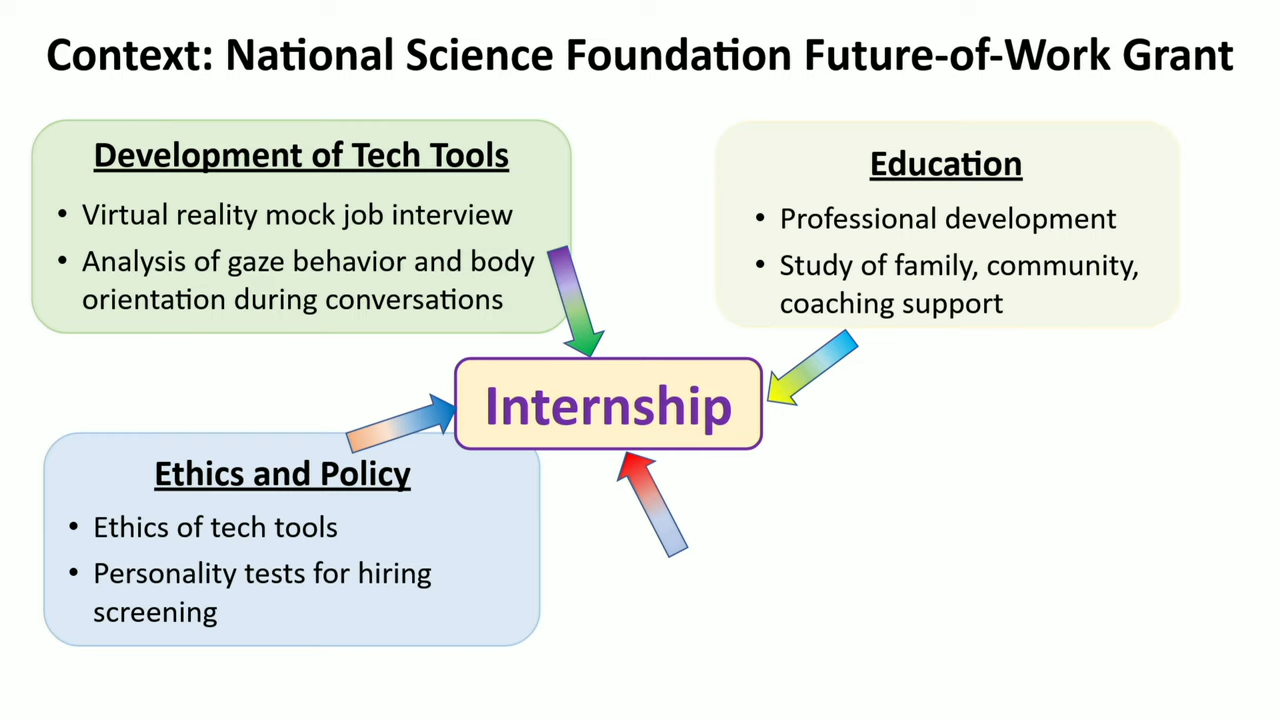 Context: National Science Foundation Future-of-Work Grant
Development of Tech Tools
• Virtual reality mock job interview
• Analysis of gaze behavior and body
orientation during conversations
Education
• Professional development
• Study of family, community,
coaching support
Internship
Ethics and Policy
• Ethics of tech tools
• Personality tests for hiring
screening